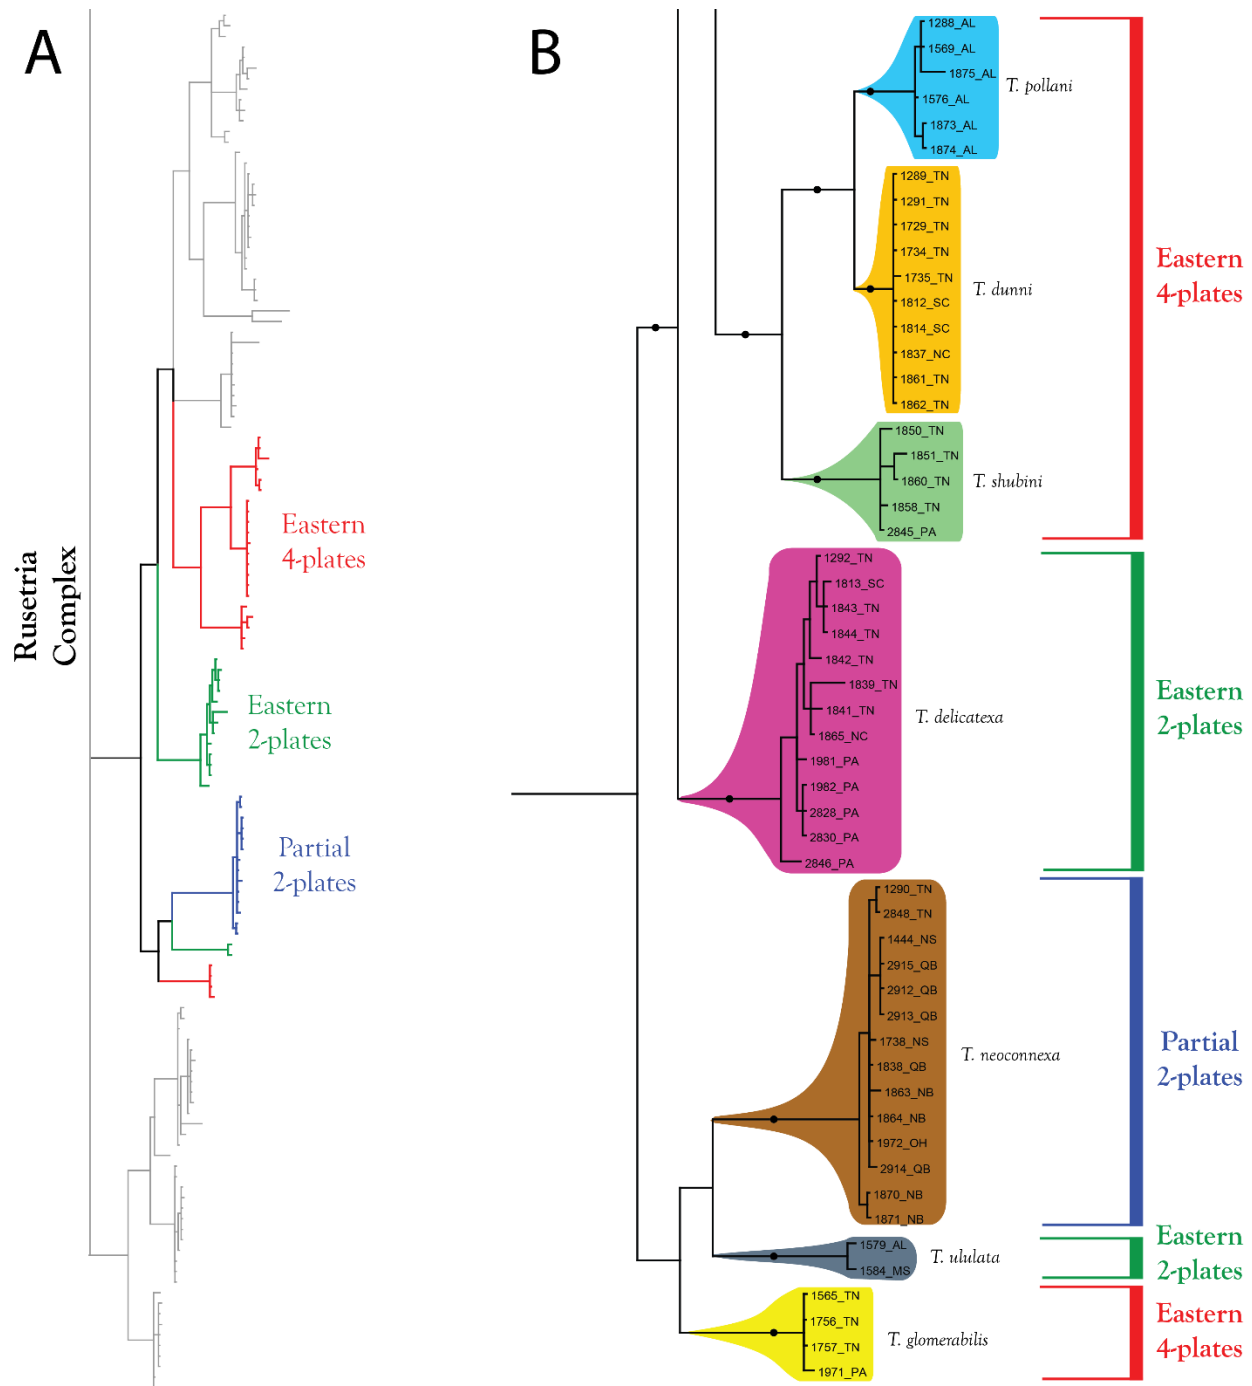 A
Rusetria
Complex
Eastern
4-plates
Eastern
2-plates
Partial
2-plates
B
1288_AL
1569_AL
1875_AL
1576_AL
1873_AL
1874_AL
T. pollani
1289_TN
1291_TN
1729_TN
1734_TN
1735_TN
1812_SC
1814_SC
1837_NC
1861_TN
1862_TN
T. dunni
1850_TN
1851_TN
1860_TN
1858_TN
2845_PA
T. shubini
Eastern
4-plates
1292_TN
1813_SC
1843_TN
1844_TN
1842_TN
1839_TN
1841_TN
1865_NC
1981_PA
1982_PA
2828_PA
2830_PA
2846_PA
T. delicatexa
Eastern
2-plates
1290_TN
2848_TN
1444_NS
2915_QB
2912_QB
2913_QB
1738_NS
1838_QB
1863_NB
1864_NB
1972_OH
2914_QB
1870_NB
1871_NB
T. neoconnexa
Partial
2-plates
1579_AL
1584_MS
T. ululata
Eastern
2-plates
1565_TN
1756_TN
1757_TN
1971_PA
T. glomerabilis
Eastern
4-plates